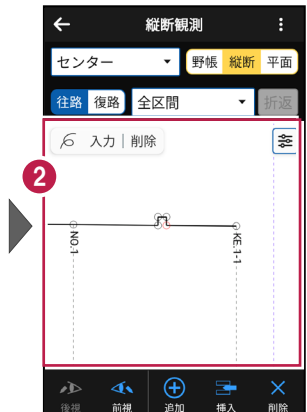 縦断観測
センター 野帳 縦断 平面
往路 復路 全区間 折返
入力 | 削除
2
NO.1
KE.1-1
後視 前視 追加 挿入 削除